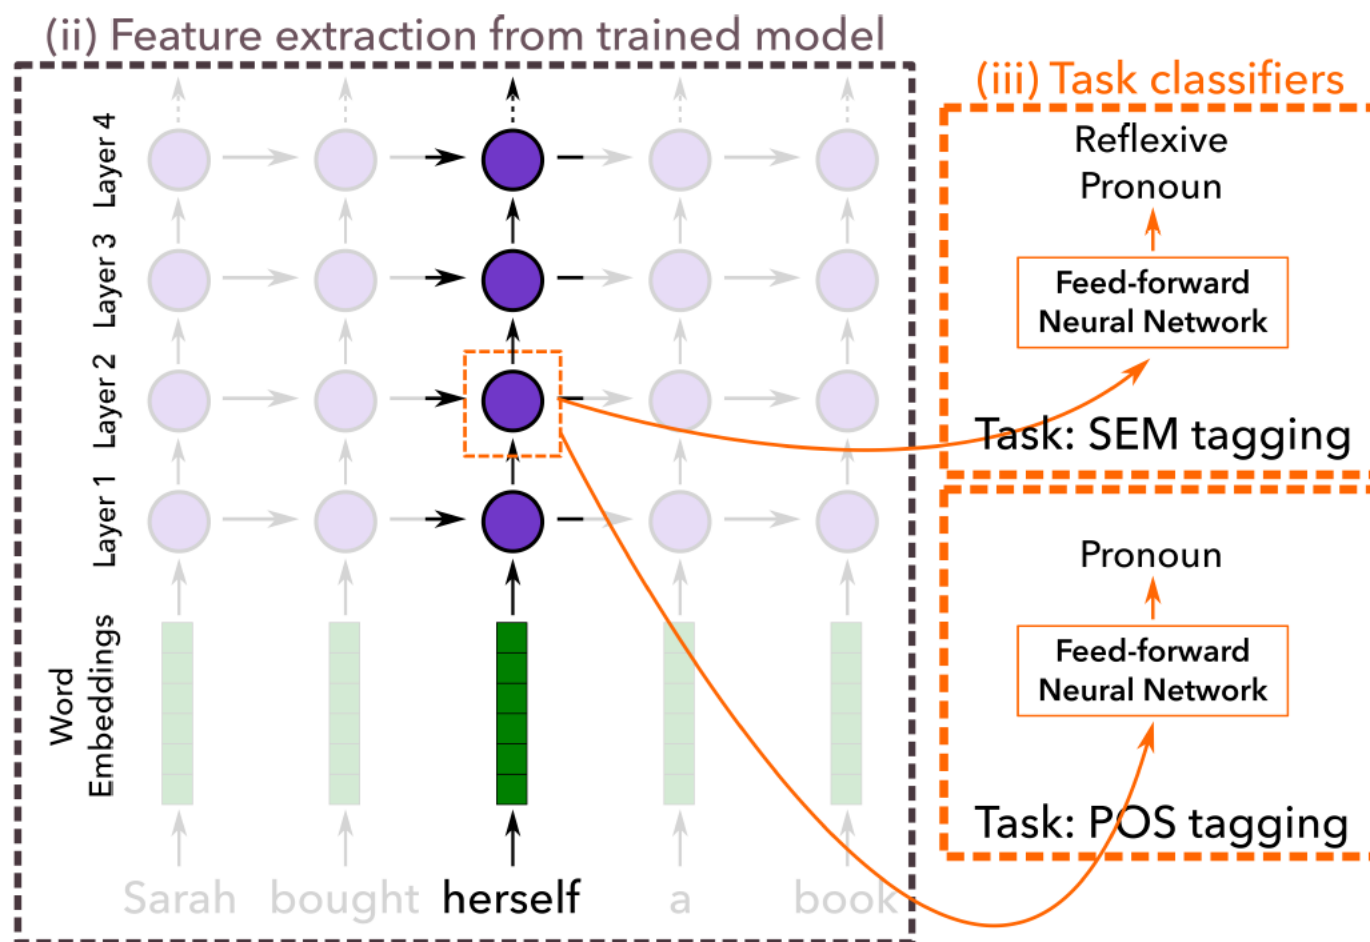 (ii) Feature extraction from trained model
Layer 4
Layer 3
Layer 2
Layer 1
Word
Embeddings
Sarah bought herself a book
(iii) Task classifiers
Reflexive
Pronoun
Feed-forward
Neural Network
Task: SEM tagging
Pronoun
Feed-forward
Neural Network
Task: POS tagging